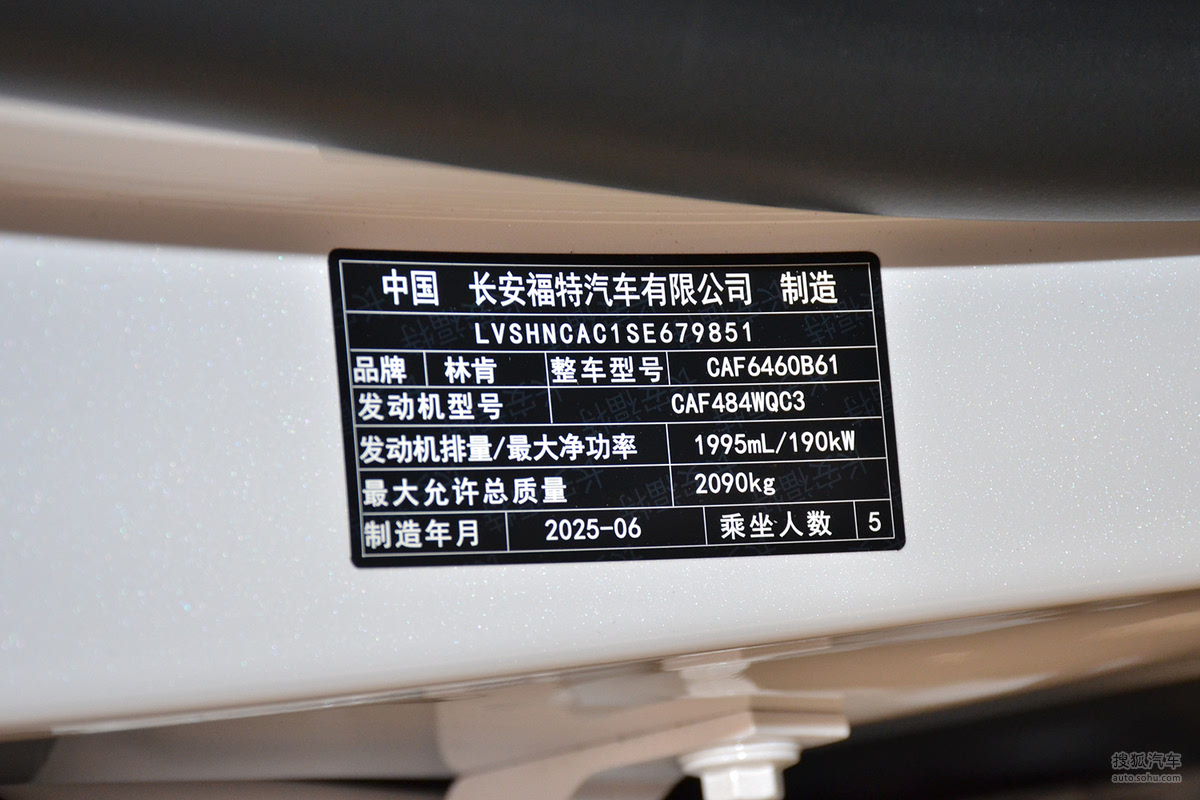 中国 长安福特汽车有限公司 制造
LVSHNCAC1SE679851
品牌 林肯 整车型号 CAF6460B61
发动机型号 CAF484WQC3
发动机排量/最大净功率 1995mL/190kW
最大允许总质量 2090kg
制造年月 2025-06 乘坐人数 5
搜狐汽车
auto.sohu.com